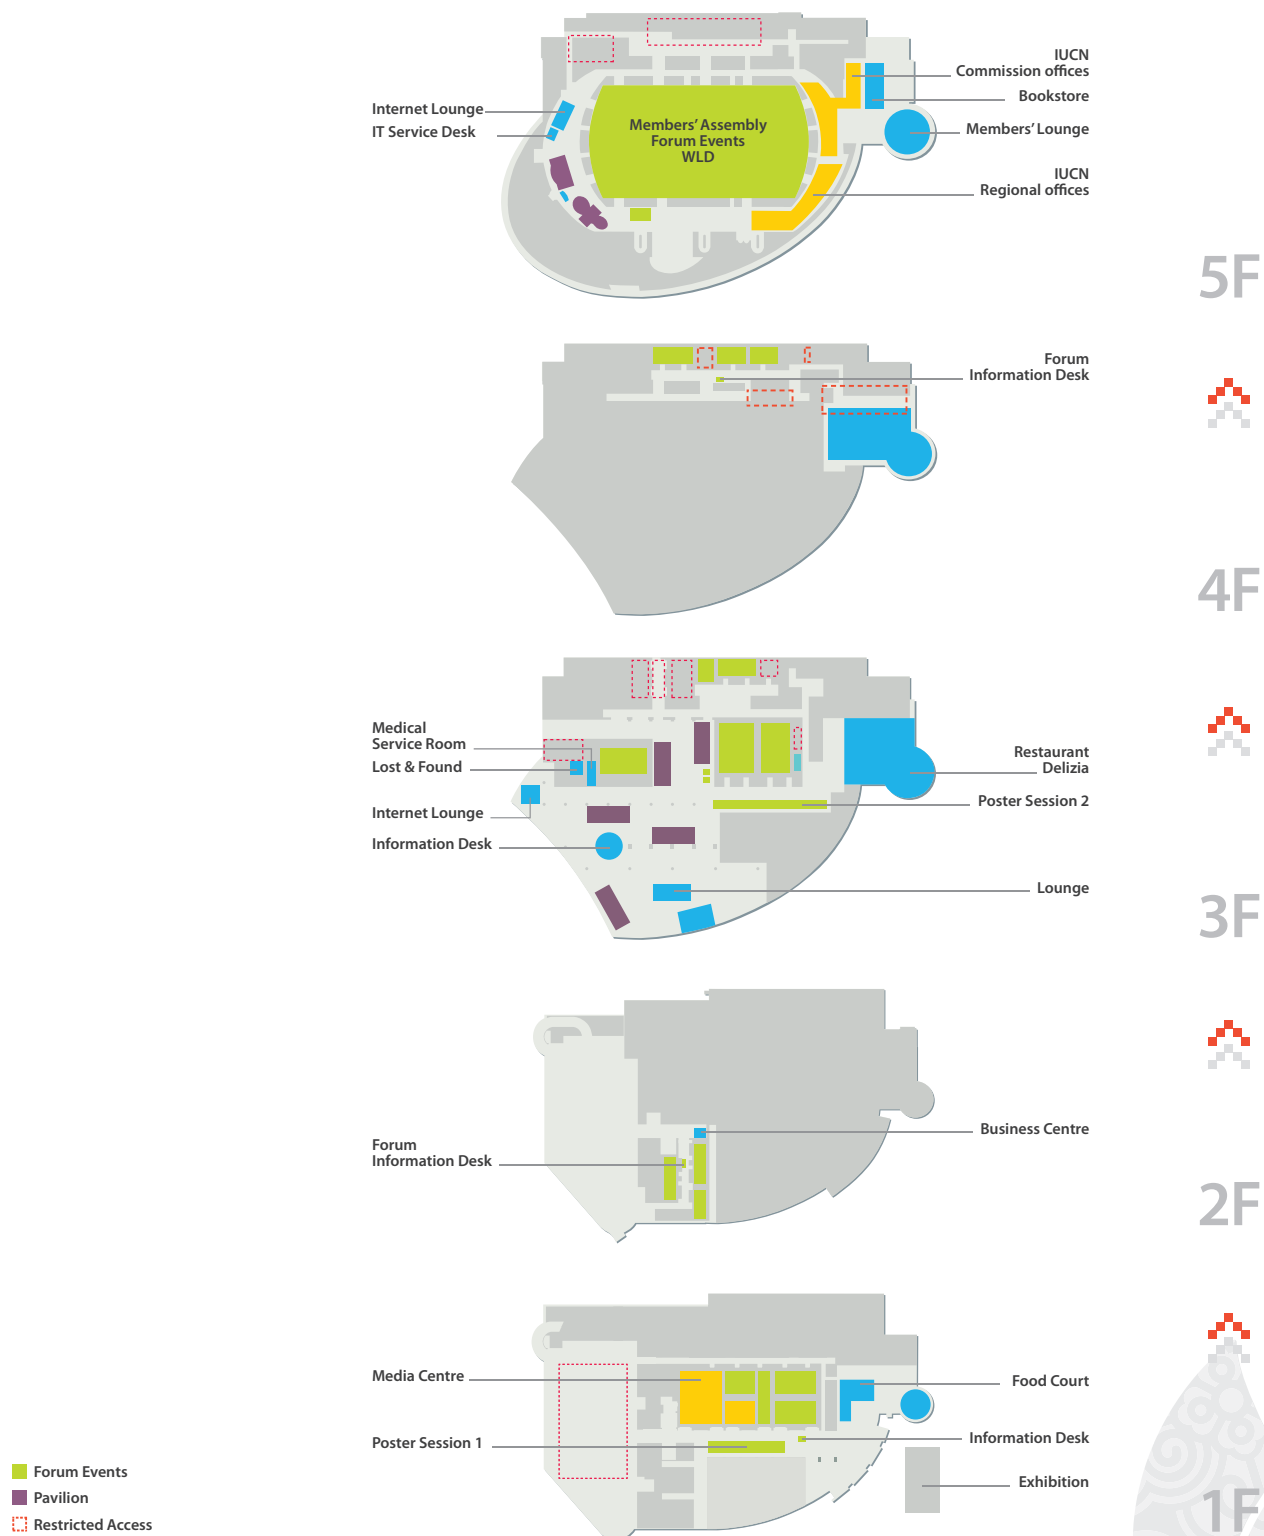 IUCN
Commission offices
Bookstore
Internet Lounge
IT Service Desk
Members' Assembly
Forum Events
WLD
Members' Lounge
IUCN
Regional offices
5F
Forum
Information Desk
4F
Medical
Service Room
Lost & Found
Internet Lounge
Information Desk
Restaurant
Delizia
Poster Session 2
Lounge
3F
Business Centre
Forum
Information Desk
2F
Media Centre
Food Court
Poster Session 1
Information Desk
Exhibition
1F
Forum Events
Pavilion
Restricted Access